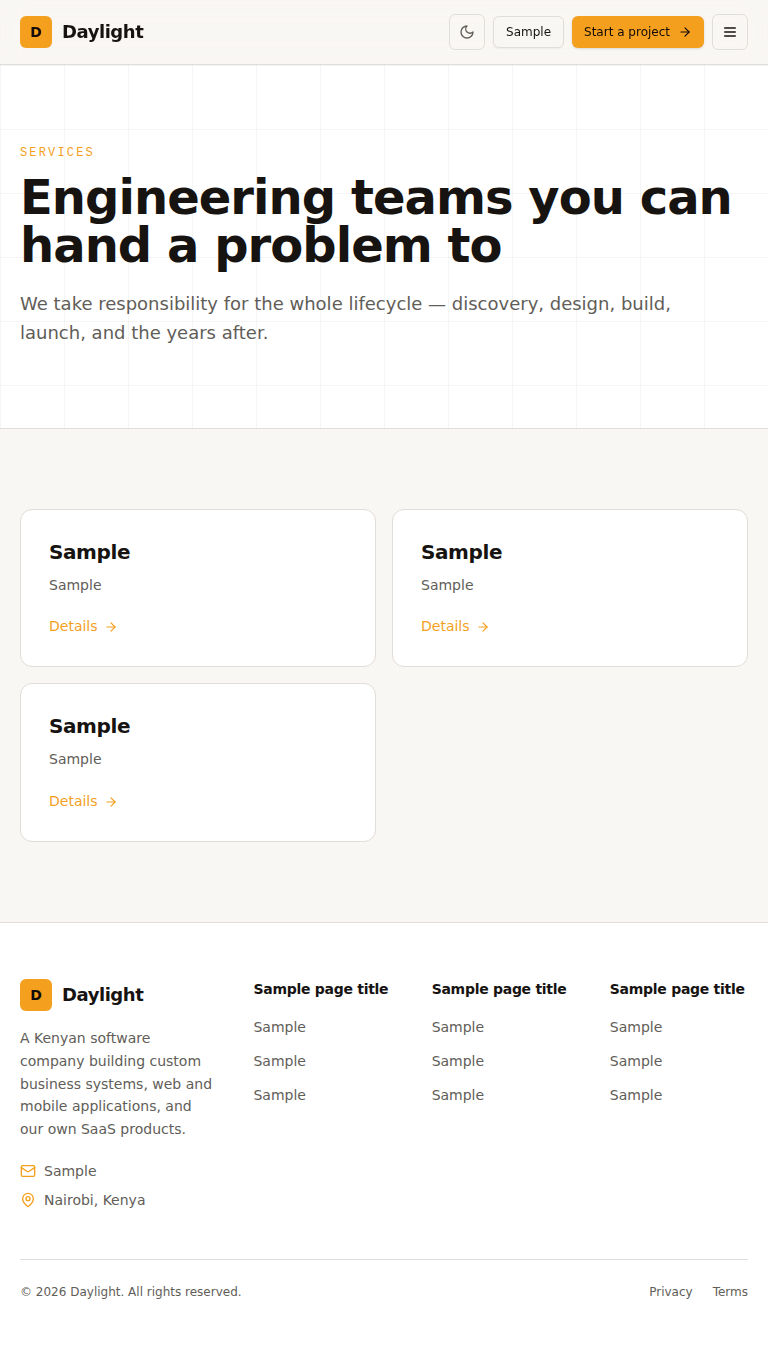 D Daylight
Sample
Start a project
SERVICES
Engineering teams you can
hand a problem to
We take responsibility for the whole lifecycle — discovery, design, build,
launch, and the years after.
Sample
Sample
Details
Sample
Sample
Details
Sample
Sample
Details
D Daylight
A Kenyan software
company building custom
business systems, web and
mobile applications, and
our own SaaS products.
Sample
Nairobi, Kenya
Sample page title
Sample
Sample
Sample
Sample page title
Sample
Sample
Sample
Sample page title
Sample
Sample
Sample
© 2026 Daylight. All rights reserved.
Privacy
Terms